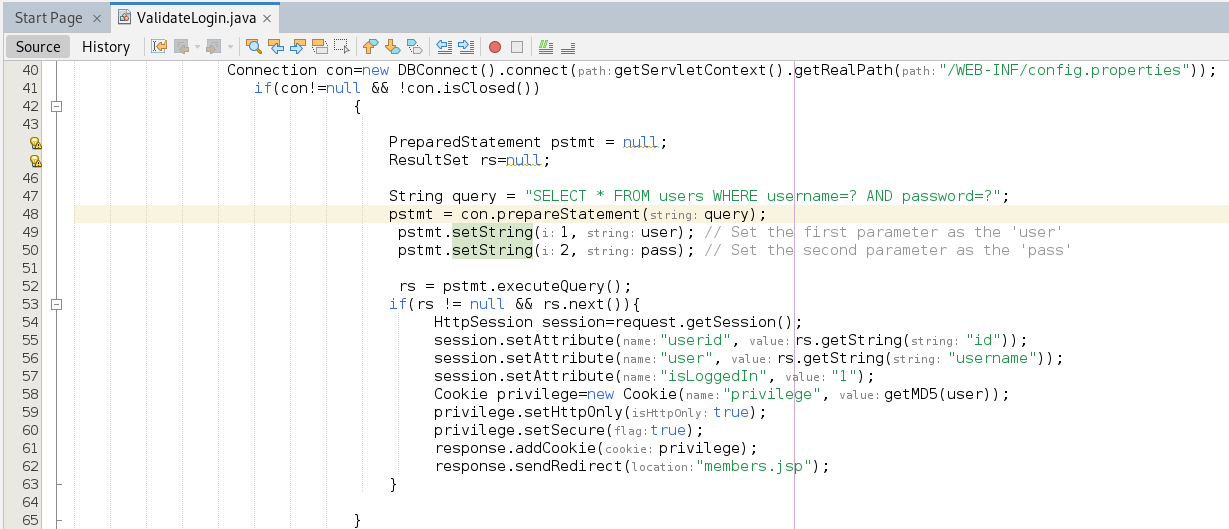 Start Page × ValidateLogin.java ×
Source History
40 Connection con=new DBConnect().connect(path:getServletContext().getRealPath(path:"/WEB-INF/config.properties"));
41 if(con!=null && !con.isClosed())
42 {
43
PreparedStatement pstmt = null;
ResultSet rs=null;
46
47 String query = "SELECT * FROM users WHERE username=? AND password=?";
48 pstmt = con.prepareStatement(string: query);
49 pstmt.setString(i: 1, string: user); // Set the first parameter as the 'user'
50 pstmt.setString(i: 2, string: pass); // Set the second parameter as the 'pass'
51
52 rs = pstmt.executeQuery();
53 if(rs != null && rs.next()){
54 HttpSession session=request.getSession();
55 session.setAttribute(name: "userid", value: rs.getString(string: "id"));
56 session.setAttribute(name: "user", value: rs.getString(string: "username"));
57 session.setAttribute(name: "isLoggedIn", value: "1");
58 Cookie privilege=new Cookie(name: "privilege", value: getMD5(user));
59 privilege.setHttpOnly(isHttpOnly: true);
60 privilege.setSecure(flag: true);
61 response.addCookie(cookie: privilege);
62 response.sendRedirect(location: "members.jsp");
63 }
64
65 }